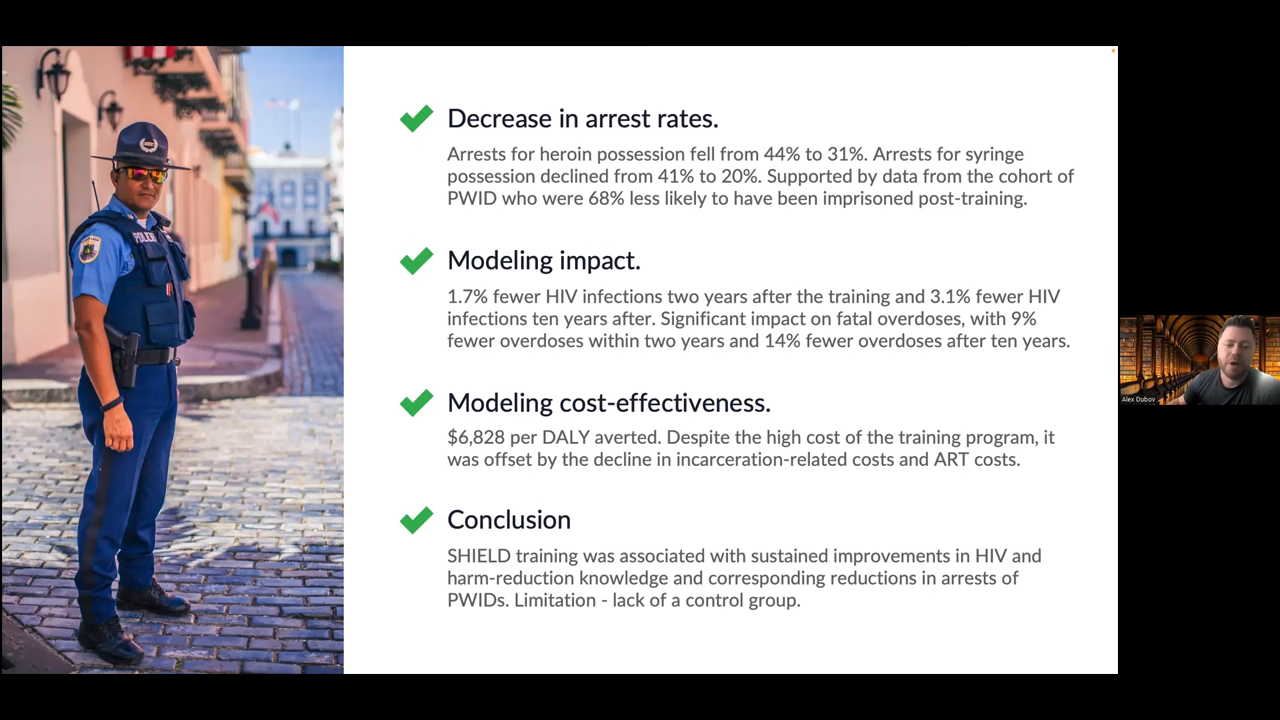 POLICE
Decrease in arrest rates.
Arrests for heroin possession fell from 44% to 31%. Arrests for syringe
possession declined from 41% to 20%. Supported by data from the cohort of
PWID who were 68% less likely to have been imprisoned post-training.
Modeling impact.
1.7% fewer HIV infections two years after the training and 3.1% fewer HIV
infections ten years after. Significant impact on fatal overdoses, with 9%
fewer overdoses within two years and 14% fewer overdoses after ten years.
Modeling cost-effectiveness.
$6,828 per DALY averted. Despite the high cost of the training program, it
was offset by the decline in incarceration-related costs and ART costs.
Conclusion
SHIELD training was associated with sustained improvements in HIV and
harm-reduction knowledge and corresponding reductions in arrests of
PWIDs. Limitation - lack of a control group.
Alex Dubov